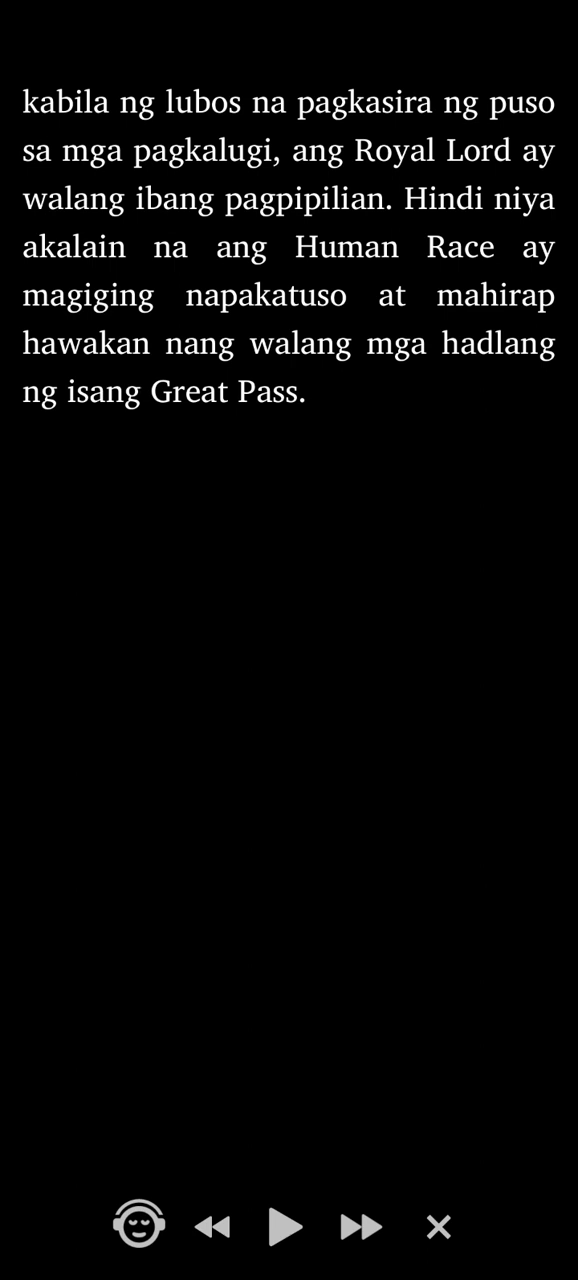 kabila ng lubos na pagkasira ng puso
sa mga pagkalugi, ang Royal Lord ay
walang ibang pagpipilian. Hindi niya
akalain na ang Human Race ay
magiging napakatuso at mahirap
hawakan nang walang mga hadlang
ng isang Great Pass.